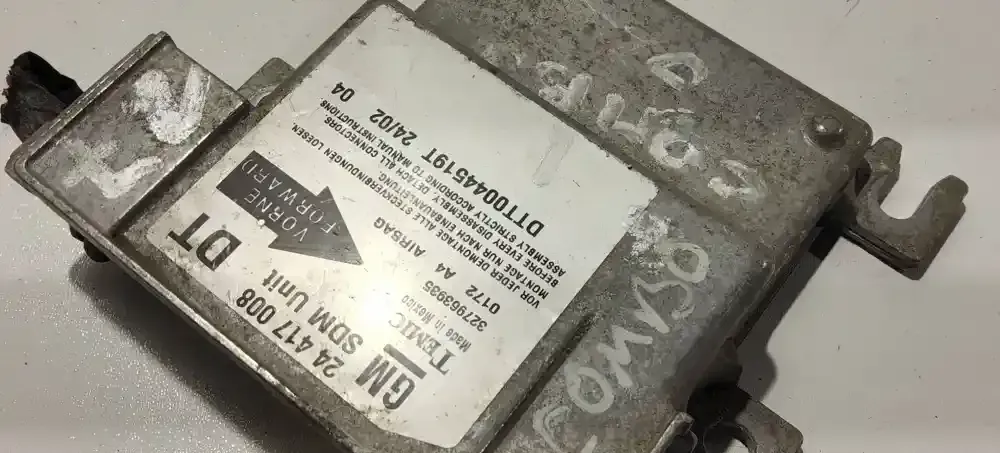 GM
24 417 008
SDM Unit
DT
TEMIC
Made in Mexico
327963935
0172 A4 AIRBAG
VORNE
FORWARD
VOR JEDER DEMONTAGE ALLE STECKVERBINDUNGEN LOESEN.
MONTAGE NUR NACH EINBAUANLEITUNG.
BEFORE EVERY DISASSEMBLY, DETACH ALL CONNECTORS.
ASSEMBLY STRICTLY ACCORDING TO MANUAL INSTRUCTIONS.
DTT0044519T 24/02 04